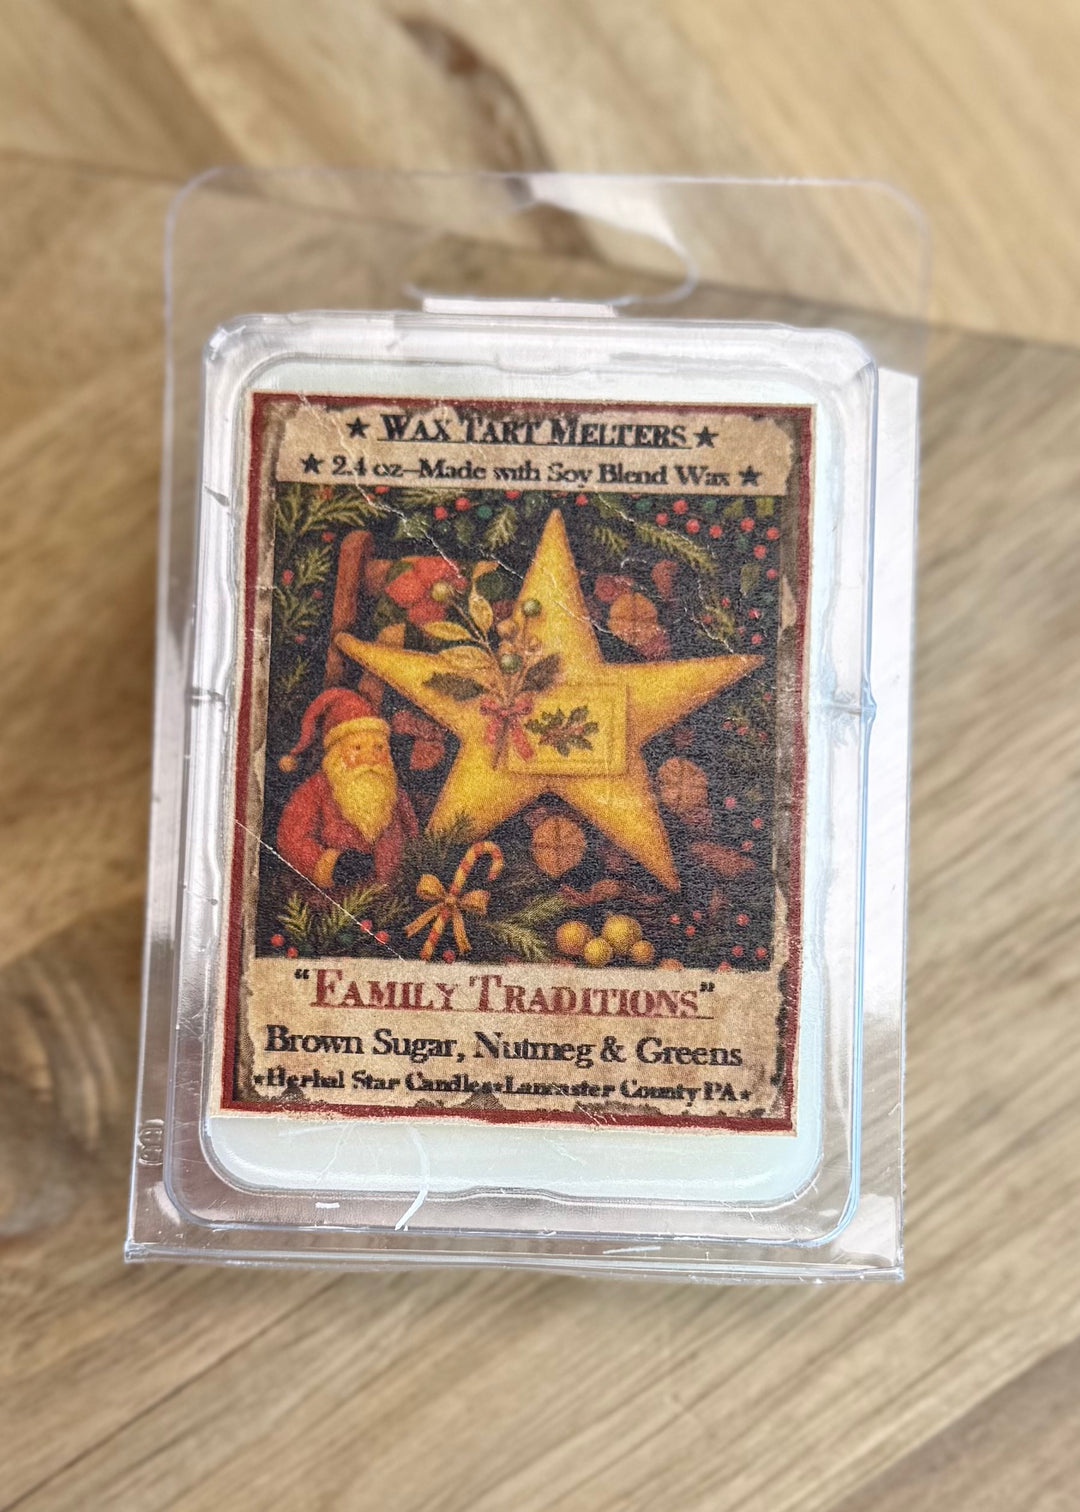 ★ WAX TART MELTERS ★
★ 2.4 oz–Made with Soy Blend Wax ★
"FAMILY TRADITIONS"
Brown Sugar, Nutmeg & Greens
★Herbal Star Candles★Lancaster County PA★